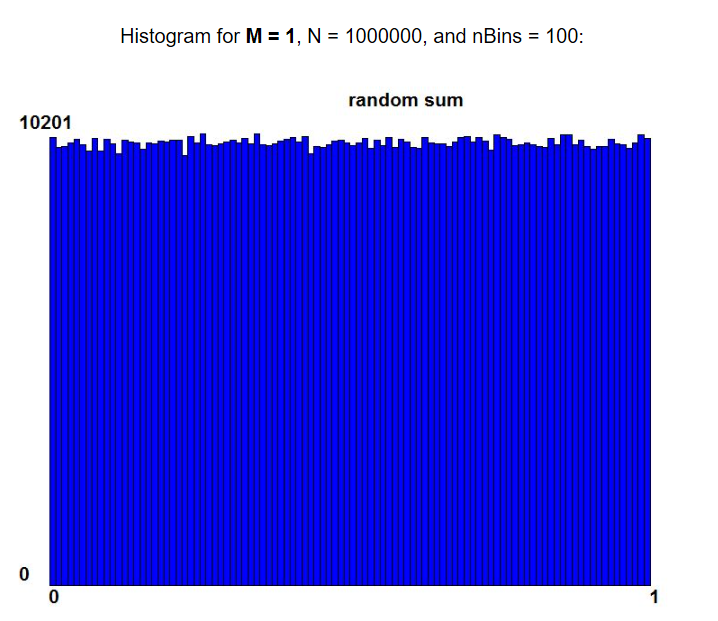 Histogram for M = 1, N = 1000000, and nBins = 100:
random sum
10201
0
0
1